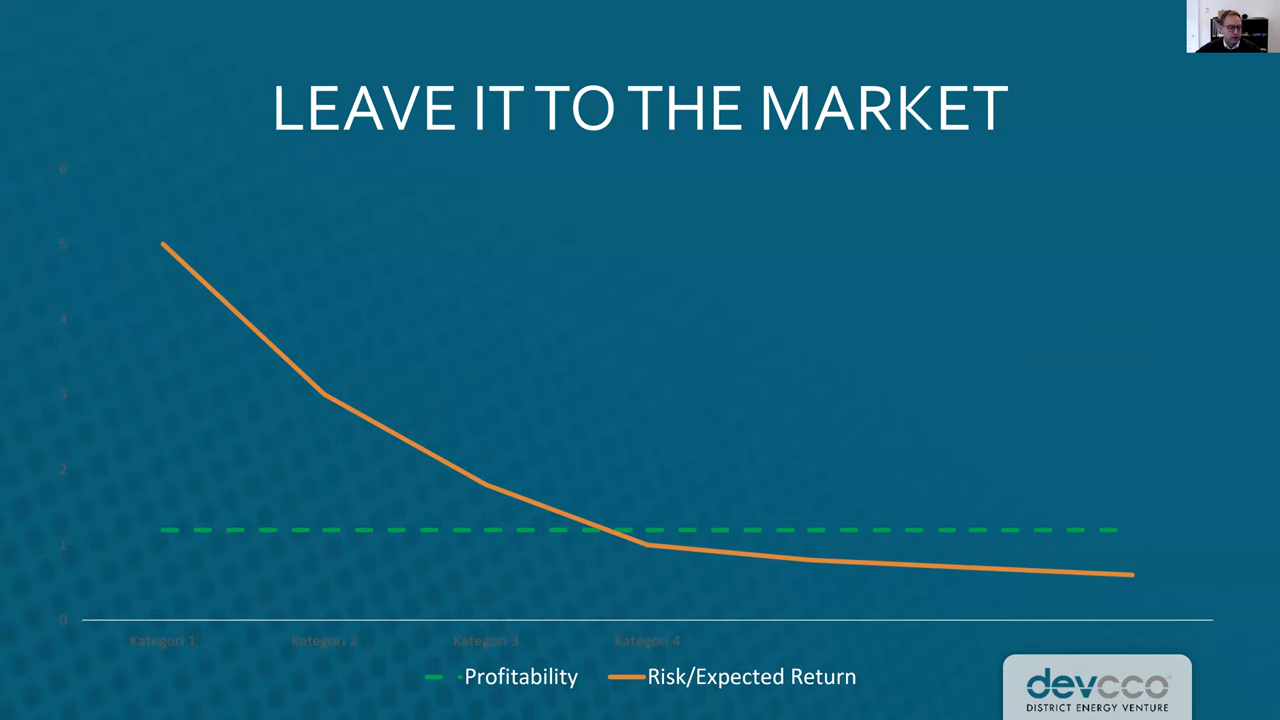 LEAVE IT TO THE MARKET
6
5
4
3
2
1
0
Kategori 1 Kategori 2 Kategori 3 Kategori 4
Profitability Risk/Expected Return
devcco
DISTRICT ENERGY VENTURE